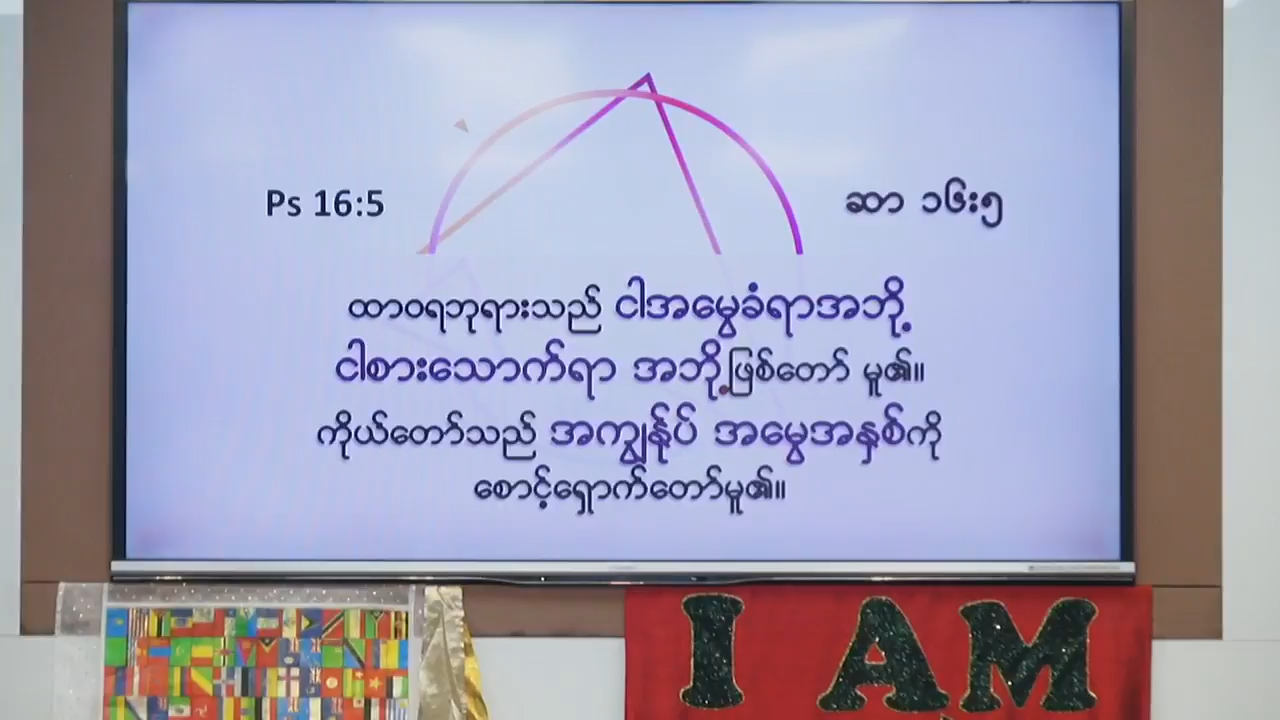 Ps 16:5
ဆာ ၁၆း၅
ထာဝရဘုရားသည် ငါအမွေခံရာအဘို့
ငါစားသောက်ရာ အဘို့ဖြစ်တော် မူ၏။
ကိုယ်တော်သည် အကျွန်ုပ် အမွေအနှစ်ကို
စောင့်ရှောက်တော်မူ၏။
I AM